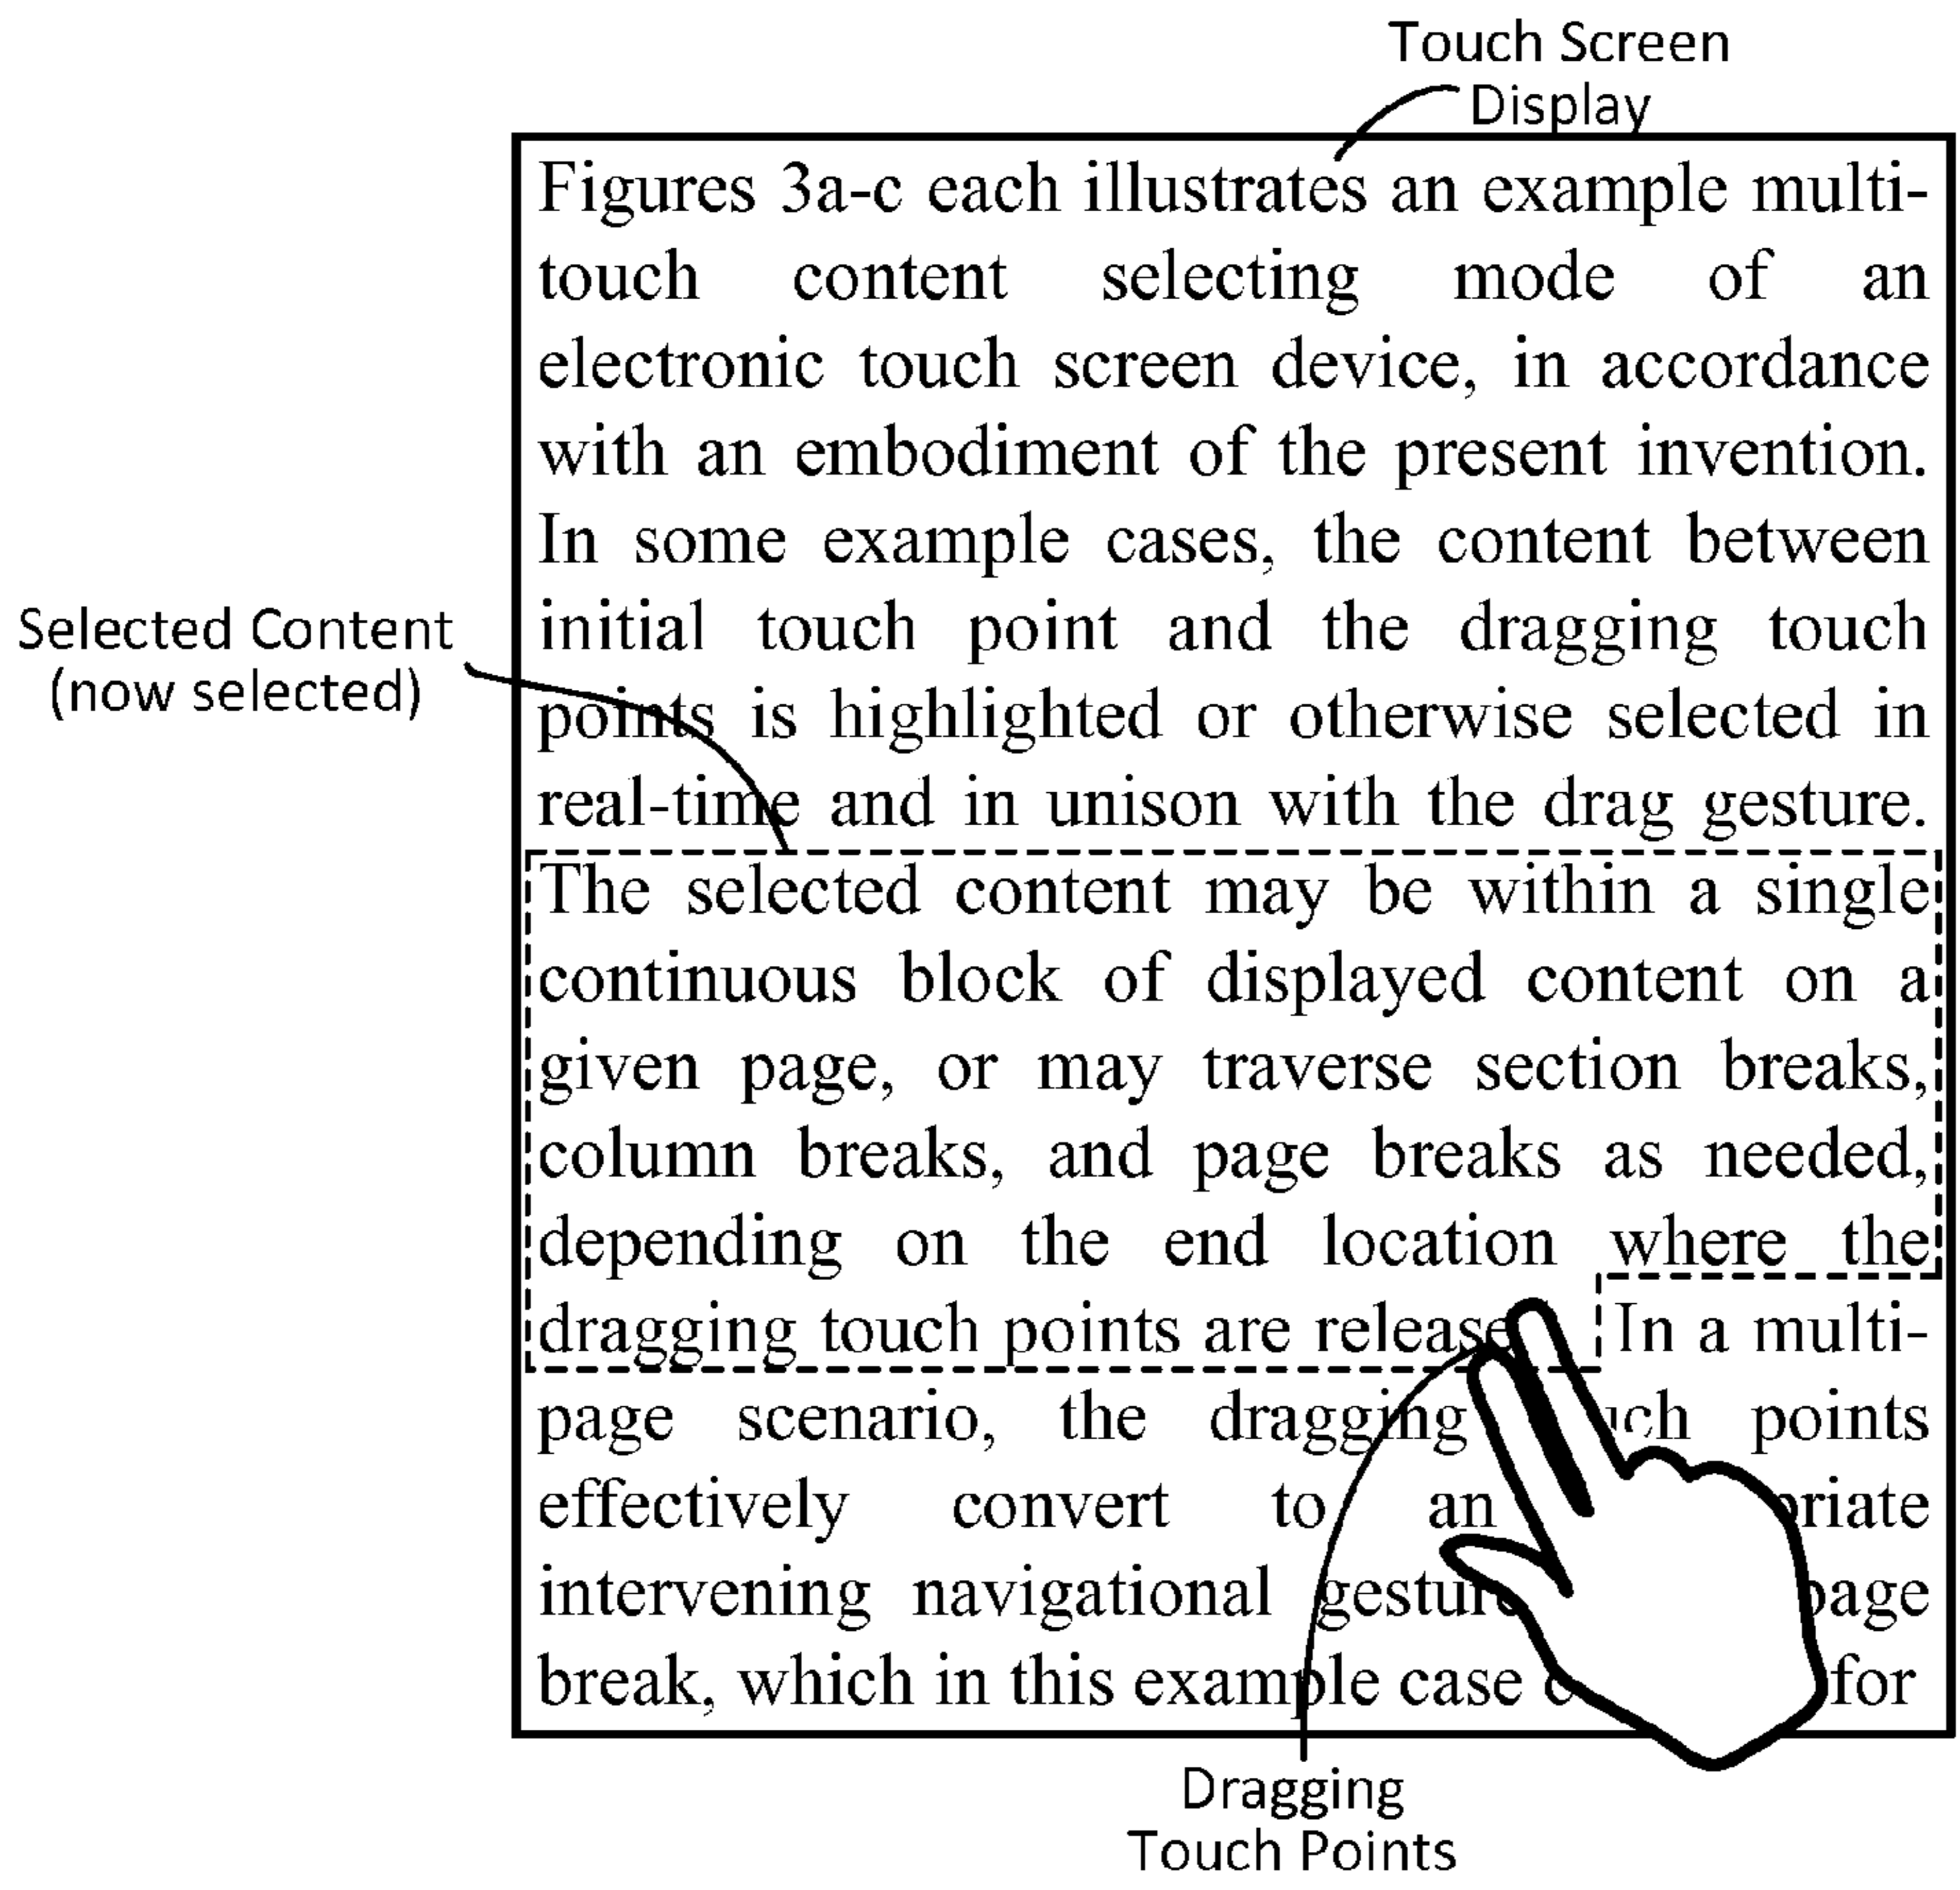 Touch Screen
Display
Figures 3a-c each illustrates an example multi-
touch content selecting mode of an
electronic touch screen device, in accordance
with an embodiment of the present invention.
In some example cases, the content between
initial touch point and the dragging touch
points is highlighted or otherwise selected in
real-time and in unison with the drag gesture.
Selected Content
(now selected)
The selected content may be within a single
continuous block of displayed content on a
given page, or may traverse section breaks,
column breaks, and page breaks as needed,
depending on the end location where the
dragging touch points are release In a multi-
page scenario, the dragging points
effectively convert to an
intervening navigational page
break, which in this example case for
Dragging
Touch Points